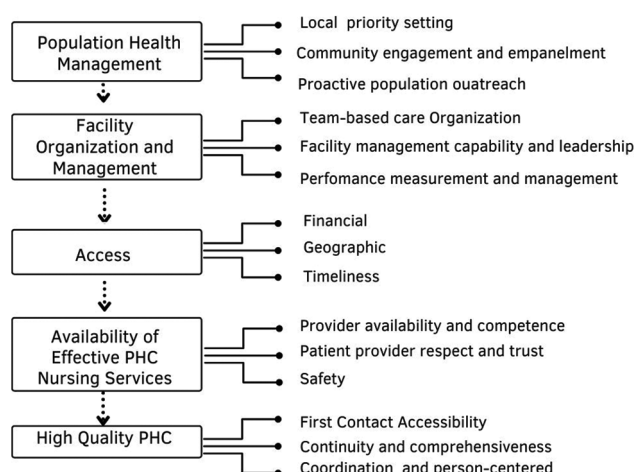 Population Health
Management
Local priority setting
Community engagement and empanelment
Proactive population ouatreach
Facility
Organization and
Management
Team-based care Organization
Facility management capability and leadership
Perfomance measurement and management
Access
Financial
Geographic
Timeliness
Availability of
Effective PHC
Nursing Services
Provider availability and competence
Patient provider respect and trust
Safety
High Quality PHC
First Contact Accessibility
Continuity and comprehensiveness
Coordination and person-centered